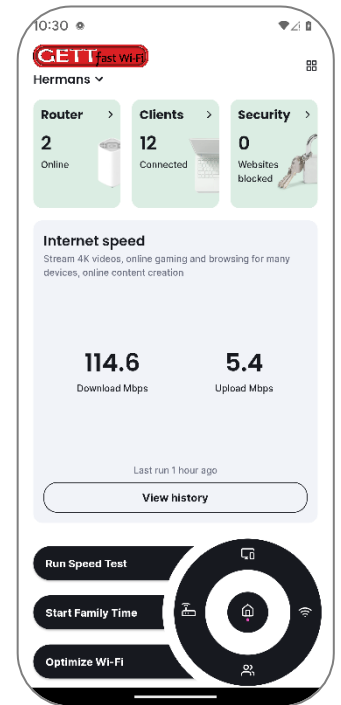 10:30
GETTfast Wi-Fi
Hermans
Router
2
Online
Clients
12
Connected
Security
0
Websites
blocked
Internet speed
Stream 4K videos, online gaming and browsing for many
devices, online content creation
114.6
Download Mbps
5.4
Upload Mbps
Last run 1 hour ago
View history
Run Speed Test
Start Family Time
Optimize Wi-Fi